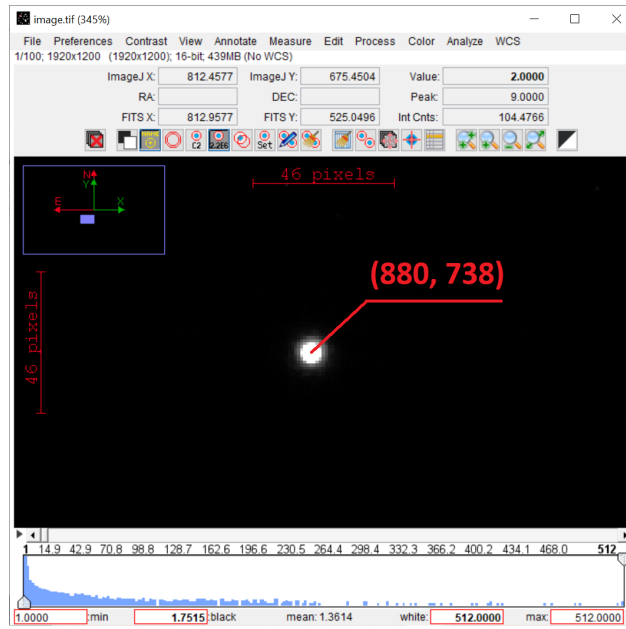 image.tif (345%)
File Preferences Contrast View Annotate Measure Edit Process Color Analyze WCS
1/100; 1920x1200 (1920x1200); 16-bit; 439MB (No WCS)
ImageJ X: 812.4577 ImageJ Y: 675.4504 Value: 2.0000
RA: DEC: Peak: 9.0000
FITS X: 812.9577 FITS Y: 525.0496 Int Cnts: 104.4766
NAME C2 2.2E6 Set
46 pixels
N
Y
E X
(880, 738)
46 pixels
1 14.9 42.9 70.8 98.8 128.7 162.6 196.6 230.5 264.4 298.4 332.3 366.2 400.2 434.1 468.0 512
1.0000 :min 1.7515 :black mean: 1.3614 white: 512.0000 max: 512.0000